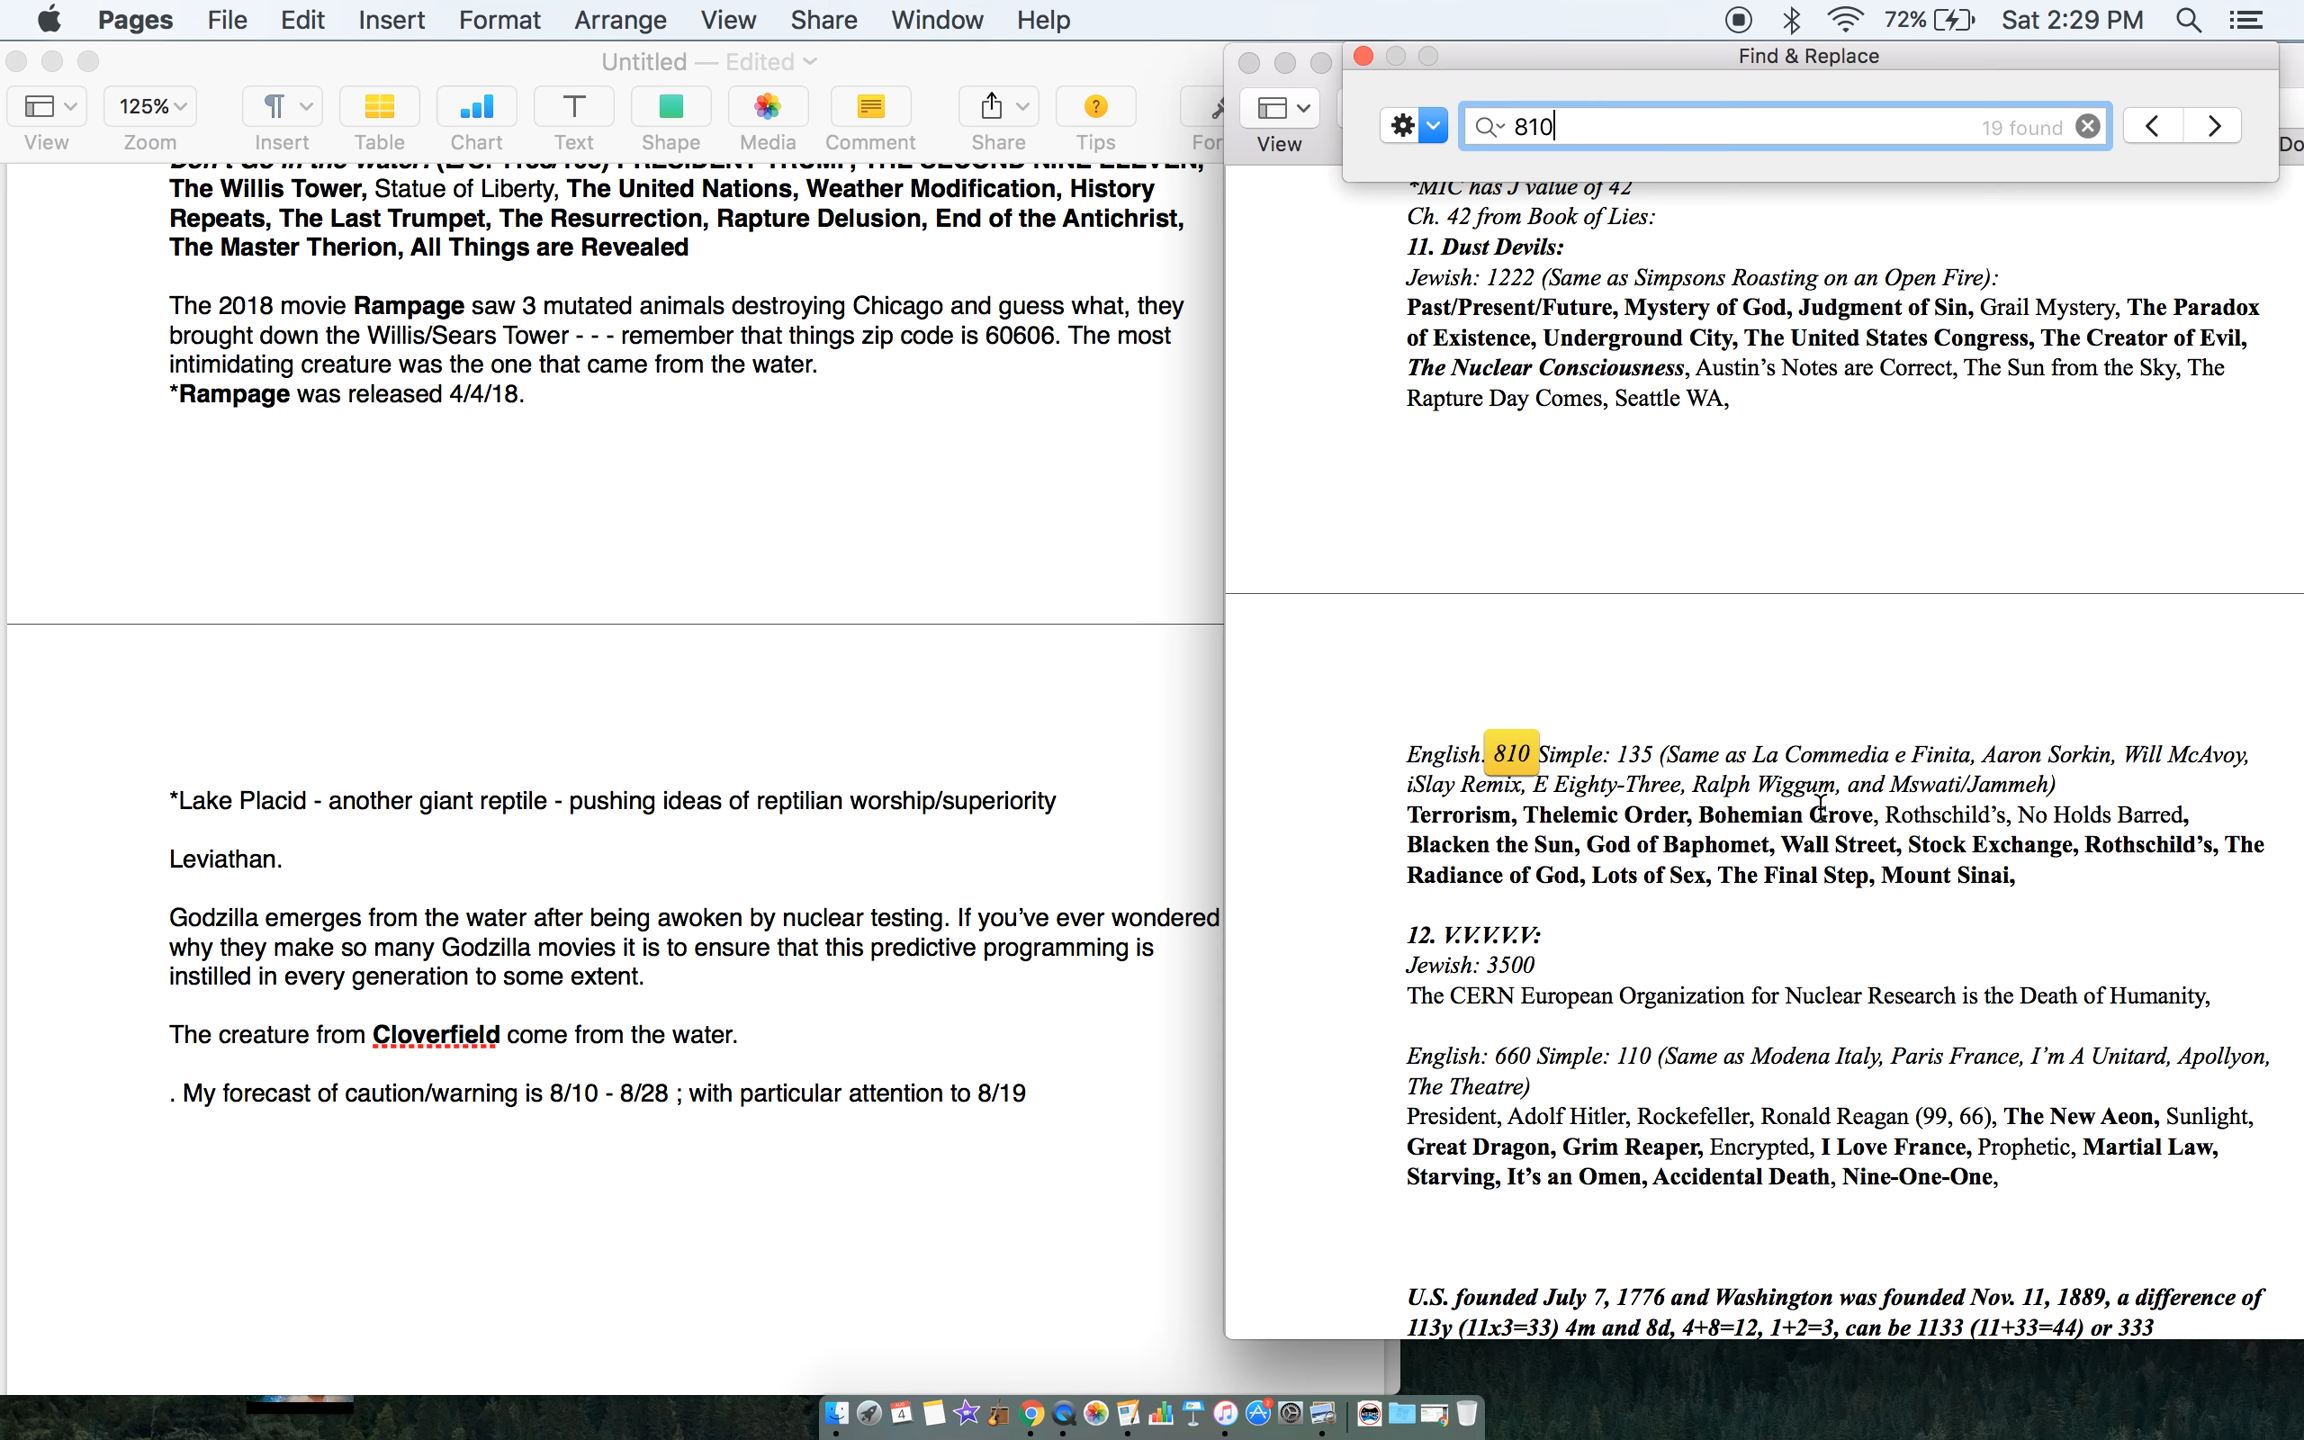 Pages File Edit Insert Format Arrange View Share Window Help 72% Sat 2:29 PM
Untitled — Edited
125%
View Zoom Insert Table Chart Text Shape Media Comment Share Tips For
The Willis Tower, Statue of Liberty, The United Nations, Weather Modification, History
Repeats, The Last Trumpet, The Resurrection, Rapture Delusion, End of the Antichrist,
The Master Therion, All Things are Revealed
The 2018 movie Rampage saw 3 mutated animals destroying Chicago and guess what, they
brought down the Willis/Sears Tower - - - remember that things zip code is 60606. The most
intimidating creature was the one that came from the water.
*Rampage was released 4/4/18.
*Lake Placid - another giant reptile - pushing ideas of reptilian worship/superiority
Leviathan.
Godzilla emerges from the water after being awoken by nuclear testing. If you've ever wondered
why they make so many Godzilla movies it is to ensure that this predictive programming is
instilled in every generation to some extent.
The creature from Cloverfield come from the water.
. My forecast of caution/warning is 8/10 - 8/28 ; with particular attention to 8/19
Find & Replace
810 19 found
View
Do
*MIC has J value of 42
Ch. 42 from Book of Lies:
11. Dust Devils:
Jewish: 1222 (Same as Simpsons Roasting on an Open Fire):
Past/Present/Future, Mystery of God, Judgment of Sin, Grail Mystery, The Paradox
of Existence, Underground City, The United States Congress, The Creator of Evil,
The Nuclear Consciousness, Austin's Notes are Correct, The Sun from the Sky, The
Rapture Day Comes, Seattle WA,
English: 810 Simple: 135 (Same as La Commedia e Finita, Aaron Sorkin, Will McAvoy,
iSlay Remix, E Eighty-Three, Ralph Wiggum, and Mswati/Jammeh)
Terrorism, Thelemic Order, Bohemian Grove, Rothschild's, No Holds Barred,
Blacken the Sun, God of Baphomet, Wall Street, Stock Exchange, Rothschild's, The
Radiance of God, Lots of Sex, The Final Step, Mount Sinai,
12. V.V.V.V.V:
Jewish: 3500
The CERN European Organization for Nuclear Research is the Death of Humanity,
English: 660 Simple: 110 (Same as Modena Italy, Paris France, I'm A Unitard, Apollyon,
The Theatre)
President, Adolf Hitler, Rockefeller, Ronald Reagan (99, 66), The New Aeon, Sunlight,
Great Dragon, Grim Reaper, Encrypted, I Love France, Prophetic, Martial Law,
Starving, It's an Omen, Accidental Death, Nine-One-One,
U.S. founded July 7, 1776 and Washington was founded Nov. 11, 1889, a difference of
113y (11x3=33) 4m and 8d, 4+8=12, 1+2=3, can be 1133 (11+33=44) or 333
4